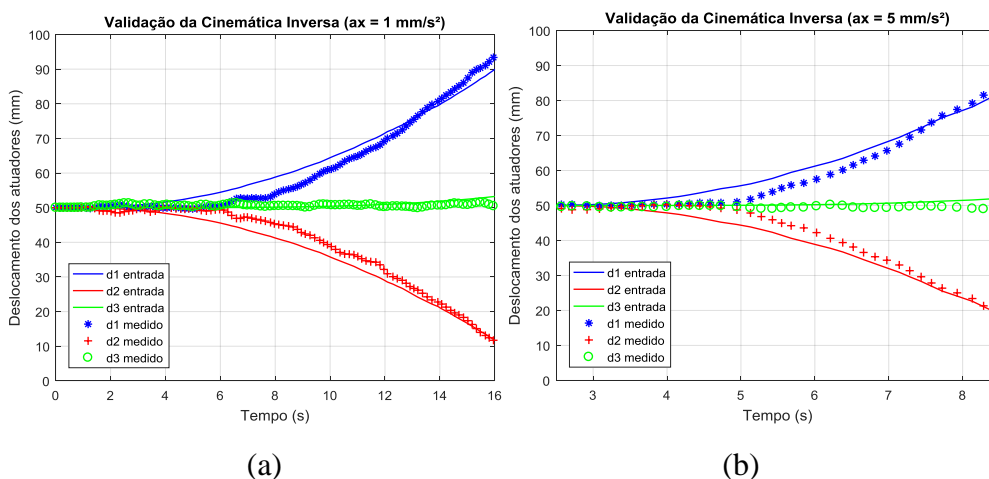 Validação da Cinemática Inversa (ax = 1 mm/s²)
Deslocamento dos atuadores (mm)
100
90
80
70
60
50
40
30
20
10
0
d1 entrada
d2 entrada
d3 entrada
d1 medido
d2 medido
d3 medido
0 2 4 6 8 10 12 14 16
Tempo (s)
(a)
Validação da Cinemática Inversa (ax = 5 mm/s²)
Deslocamento dos atuadores (mm)
100
90
80
70
60
50
40
30
20
10
0
d1 entrada
d2 entrada
d3 entrada
d1 medido
d2 medido
d3 medido
3 4 5 6 7 8
Tempo (s)
(b)